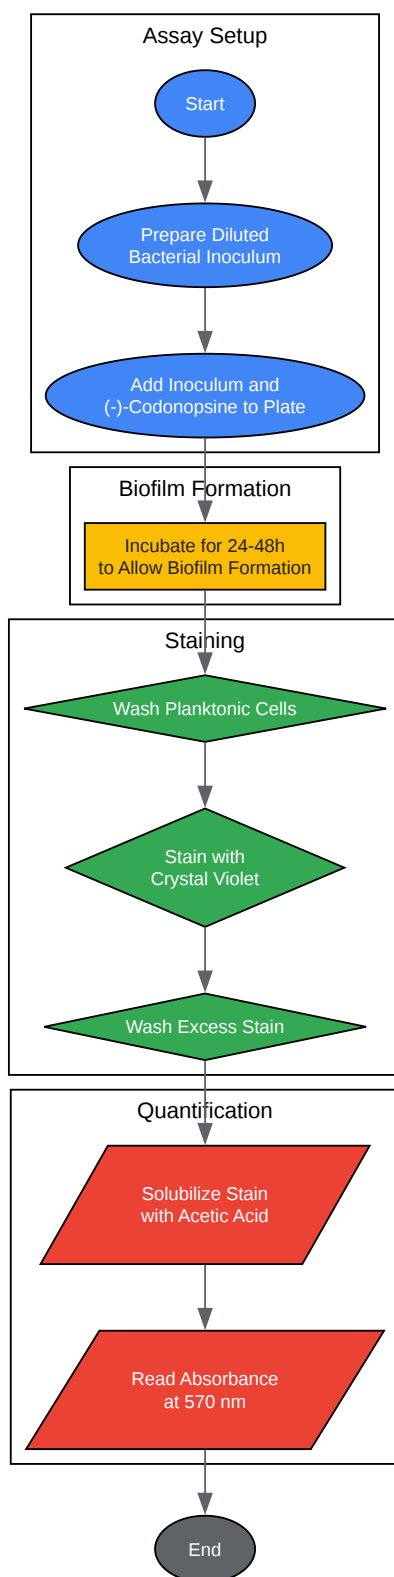 Assay Setup
Start
Prepare Diluted
Bacterial Inoculum
Add Inoculum and
(-)-Codonopsine to Plate
Biofilm Formation
Incubate for 24-48h
to Allow Biofilm Formation
Staining
Wash Planktonic Cells
Stain with
Crystal Violet
Wash Excess Stain
Quantification
Solubilize Stain
with Acetic Acid
Read Absorbance
at 570 nm
End